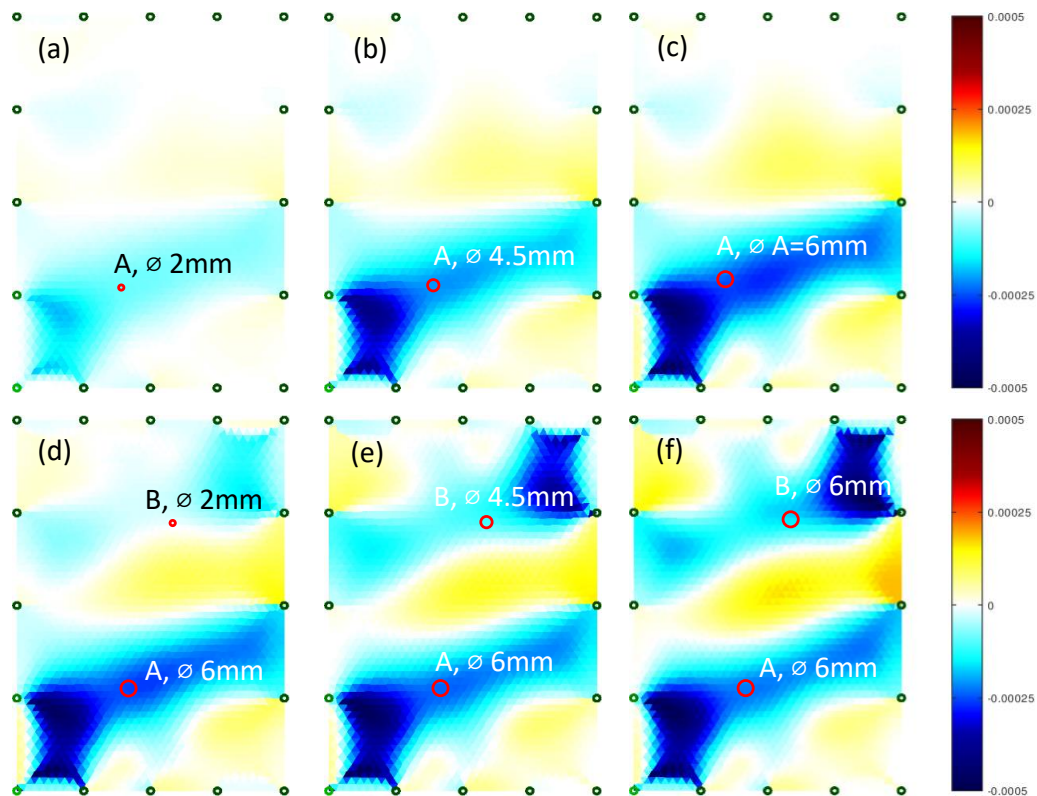 (a)
A, ⌀ 2mm
(b)
A, ⌀ 4.5mm
(c)
A, ⌀ A=6mm
0.0005
0.00025
0
-0.00025
-0.0005
(d)
B, ⌀ 2mm
A, ⌀ 6mm
(e)
B, ⌀ 4.5mm
A, ⌀ 6mm
(f)
B, ⌀ 6mm
A, ⌀ 6mm
0.0005
0.00025
0
-0.00025
-0.0005